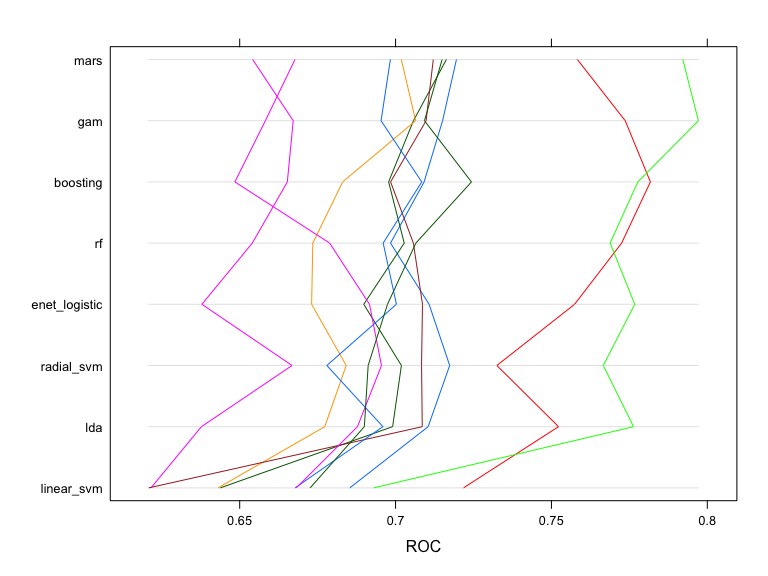 mars
gam
boosting
rf
enet_logistic
radial_svm
lda
linear_svm
0.65 0.7 0.75 0.8
ROC